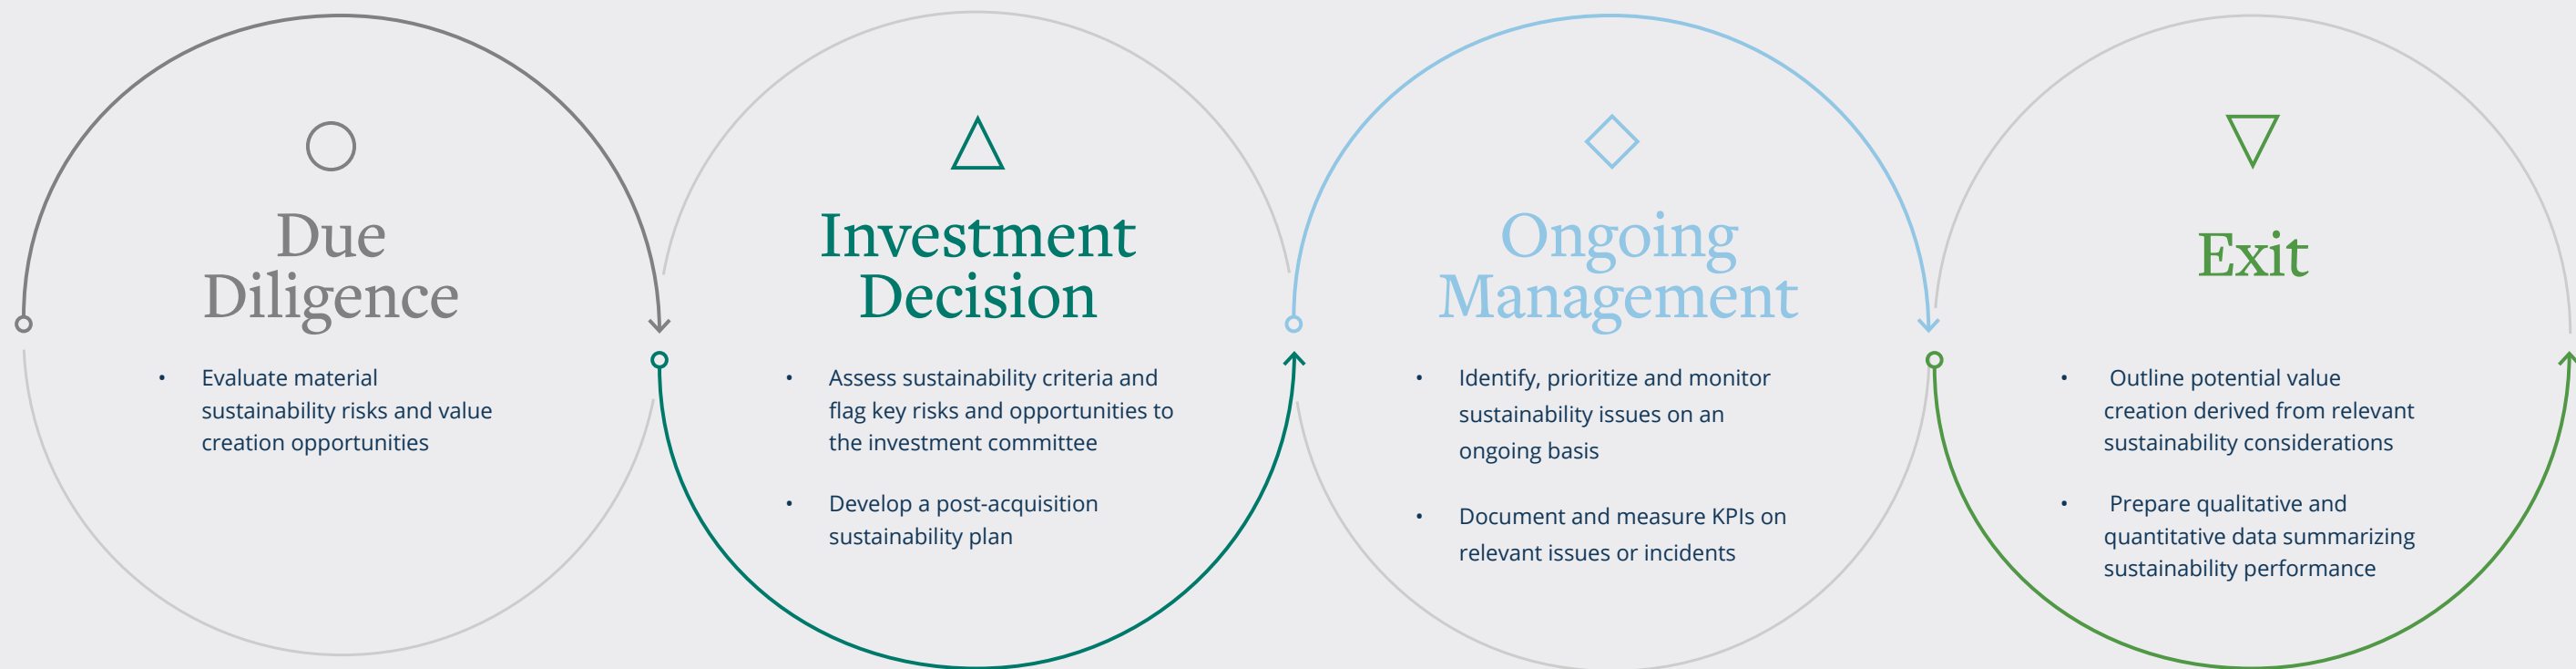 Due
Diligence
• Evaluate material
sustainability risks and value
creation opportunities
Investment
Decision
• Assess sustainability criteria and
flag key risks and opportunities to
the investment committee
• Develop a post-acquisition
sustainability plan
Ongoing
Management
• Identify, prioritize and monitor
sustainability issues on an
ongoing basis
• Document and measure KPIs on
relevant issues or incidents
Exit
• Outline potential value
creation derived from relevant
sustainability considerations
• Prepare qualitative and
quantitative data summarizing
sustainability performance